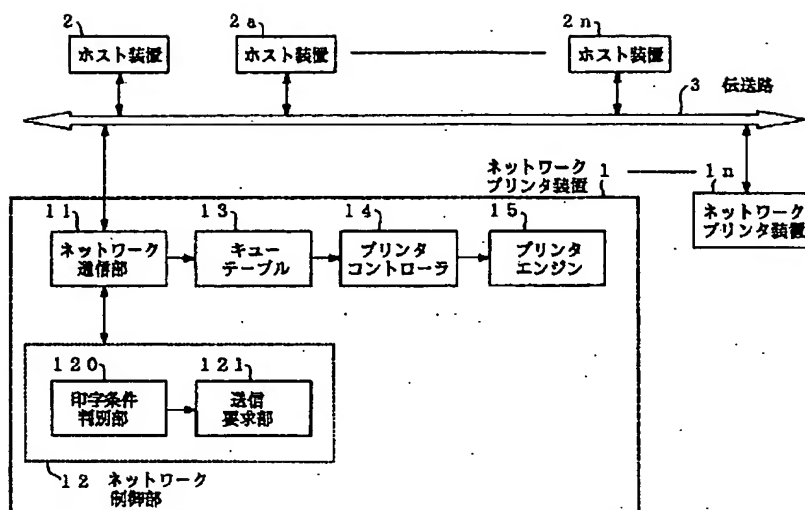 2 2a 2n
ホスト装置 ホスト装置 ホスト装置
3 伝送路
ネットワーク
プリンタ装置 1 1n
ネットワーク
プリンタ装置
11 13 14 15
ネットワーク
通信部
キュー
テーブル
プリンタ
コントローラ
プリンタ
エンジン
120 121
印字条件
判別部
送信
要求部
12 ネットワーク
制御部